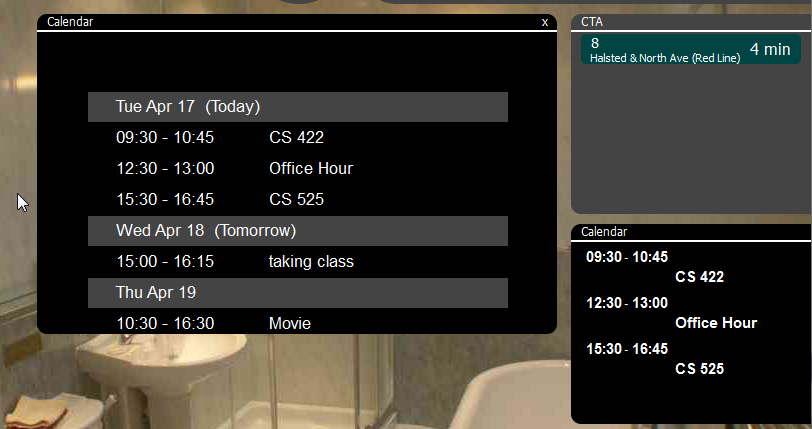 Calendar x
Tue Apr 17 (Today)
09:30 - 10:45 CS 422
12:30 - 13:00 Office Hour
15:30 - 16:45 CS 525
Wed Apr 18 (Tomorrow)
15:00 - 16:15 taking class
Thu Apr 19
10:30 - 16:30 Movie
CTA
8
Halsted & North Ave (Red Line) 4 min
Calendar
09:30 - 10:45
CS 422
12:30 - 13:00
Office Hour
15:30 - 16:45
CS 525